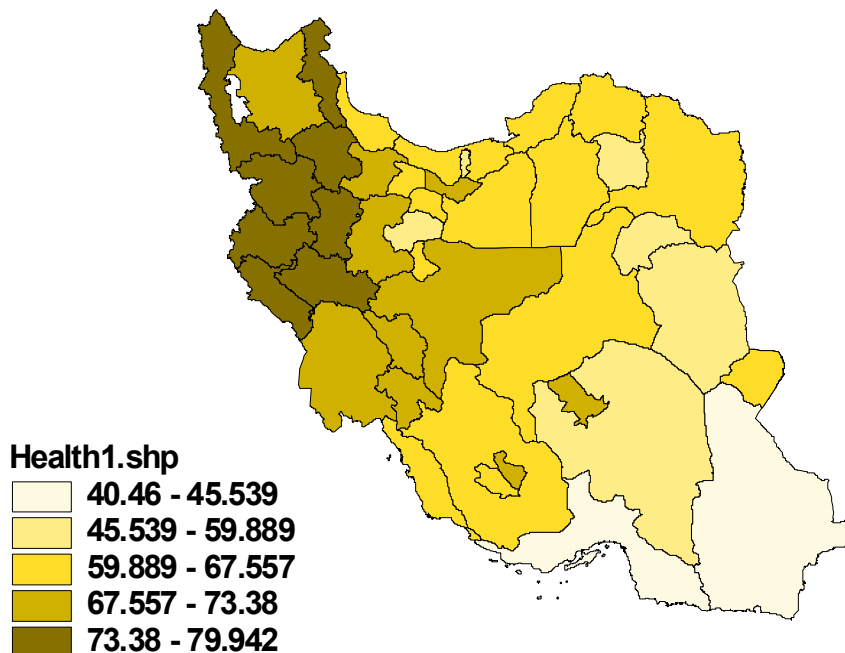 Health1.shp
40.46 - 45.539
45.539 - 59.889
59.889 - 67.557
67.557 - 73.38
73.38 - 79.942